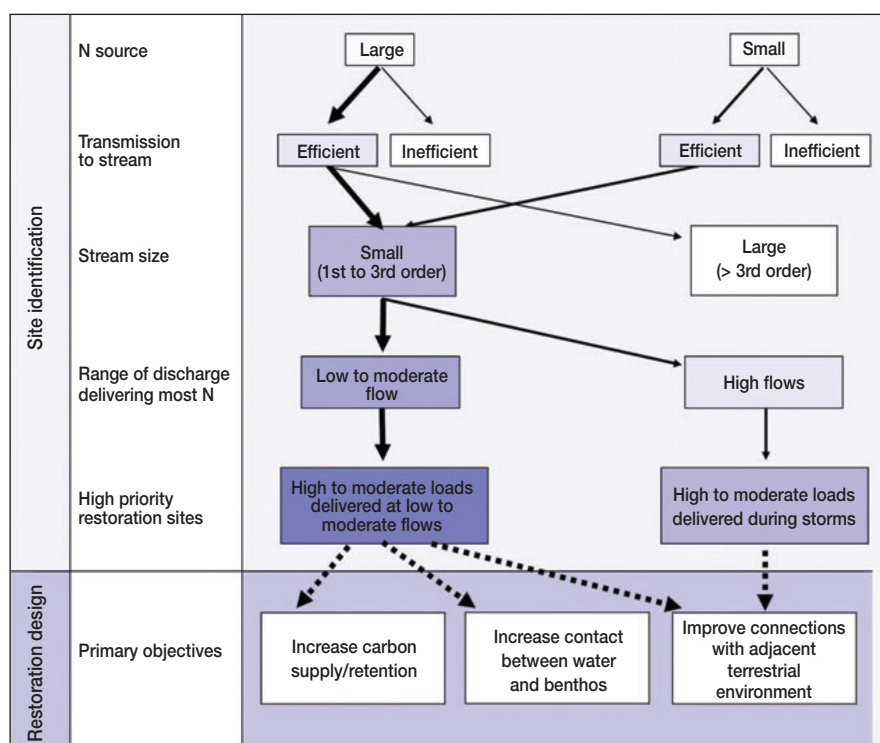 Site identification
N source
Large
Small
Transmission
to stream
Efficient
Inefficient
Efficient
Inefficient
Stream size
Small
(1st to 3rd order)
Large
(> 3rd order)
Range of discharge
delivering most N
Low to moderate
flow
High flows
High priority
restoration sites
High to moderate loads
delivered at low to
moderate flows
High to moderate loads
delivered during storms
Restoration design
Primary objectives
Increase carbon
supply/retention
Increase contact
between water
and benthos
Improve connections
with adjacent
terrestrial
environment